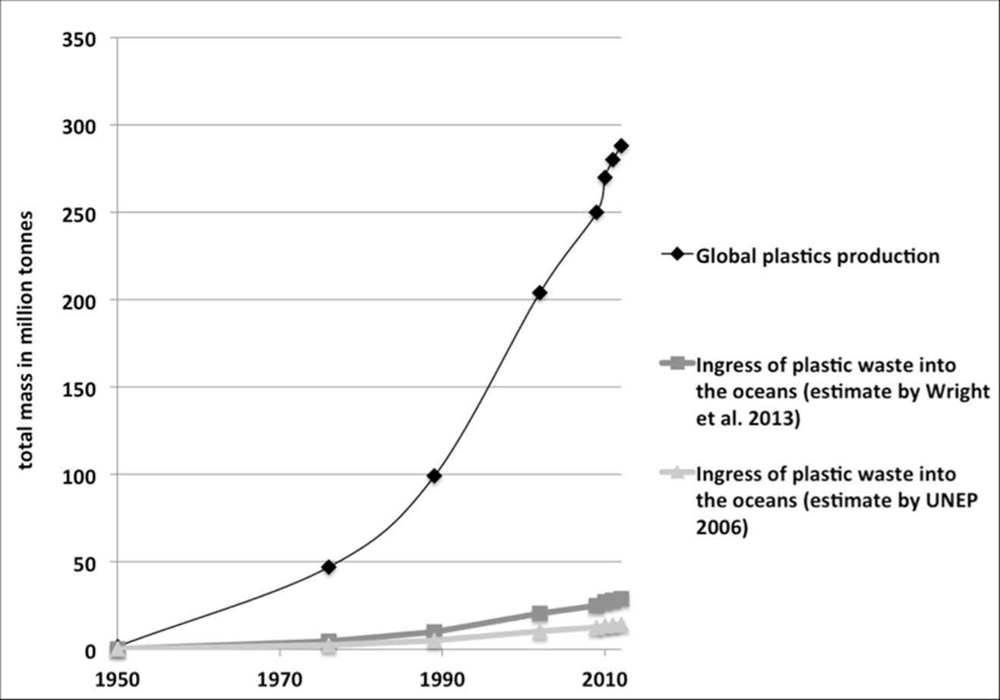 350
300
250
200
150
100
50
0
total mass in million tonnes
1950
1970
1990
2010
Global plastics production
Ingress of plastic waste into
the oceans (estimate by Wright
et al. 2013)
Ingress of plastic waste into
the oceans (estimate by UNEP
2006)